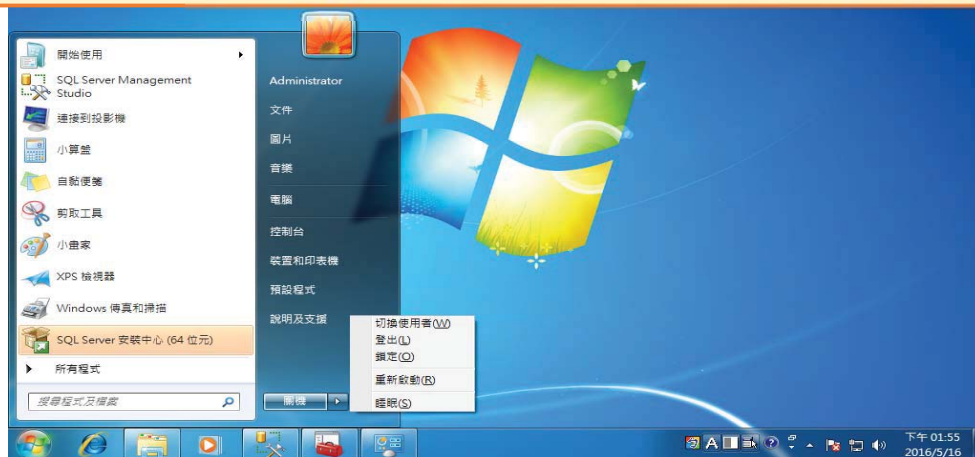 開始使用
SQL Server Management
Studio
連接到投影機
小算盤
自黏便箋
剪取工具
小畫家
XPS 檢視器
Windows 傳真和掃描
SQL Server 安裝中心 (64 位元)
所有程式
搜尋程式及檔案
Administrator
文件
圖片
音樂
電腦
控制台
裝置和印表機
預設程式
說明及支援
關機
切換使用者(W)
登出(L)
鎖定(O)
重新啟動(R)
睡眠(S)
A
下午 01:55
2016/5/16